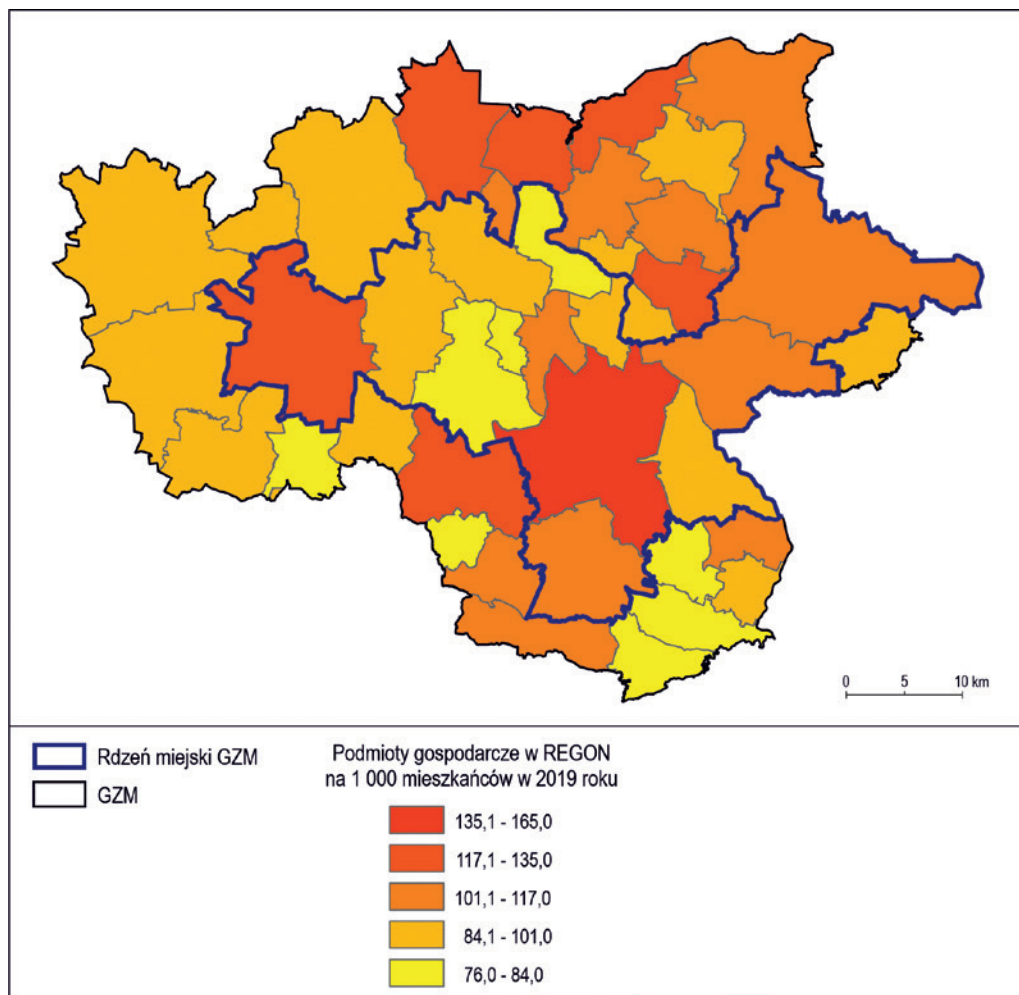 0 5 10 km
Rdzeń miejski GZM
GZM
Podmioty gospodarcze w REGON
na 1 000 mieszkańców w 2019 roku
135,1 - 165,0
117,1 - 135,0
101,1 - 117,0
84,1 - 101,0
76,0 - 84,0